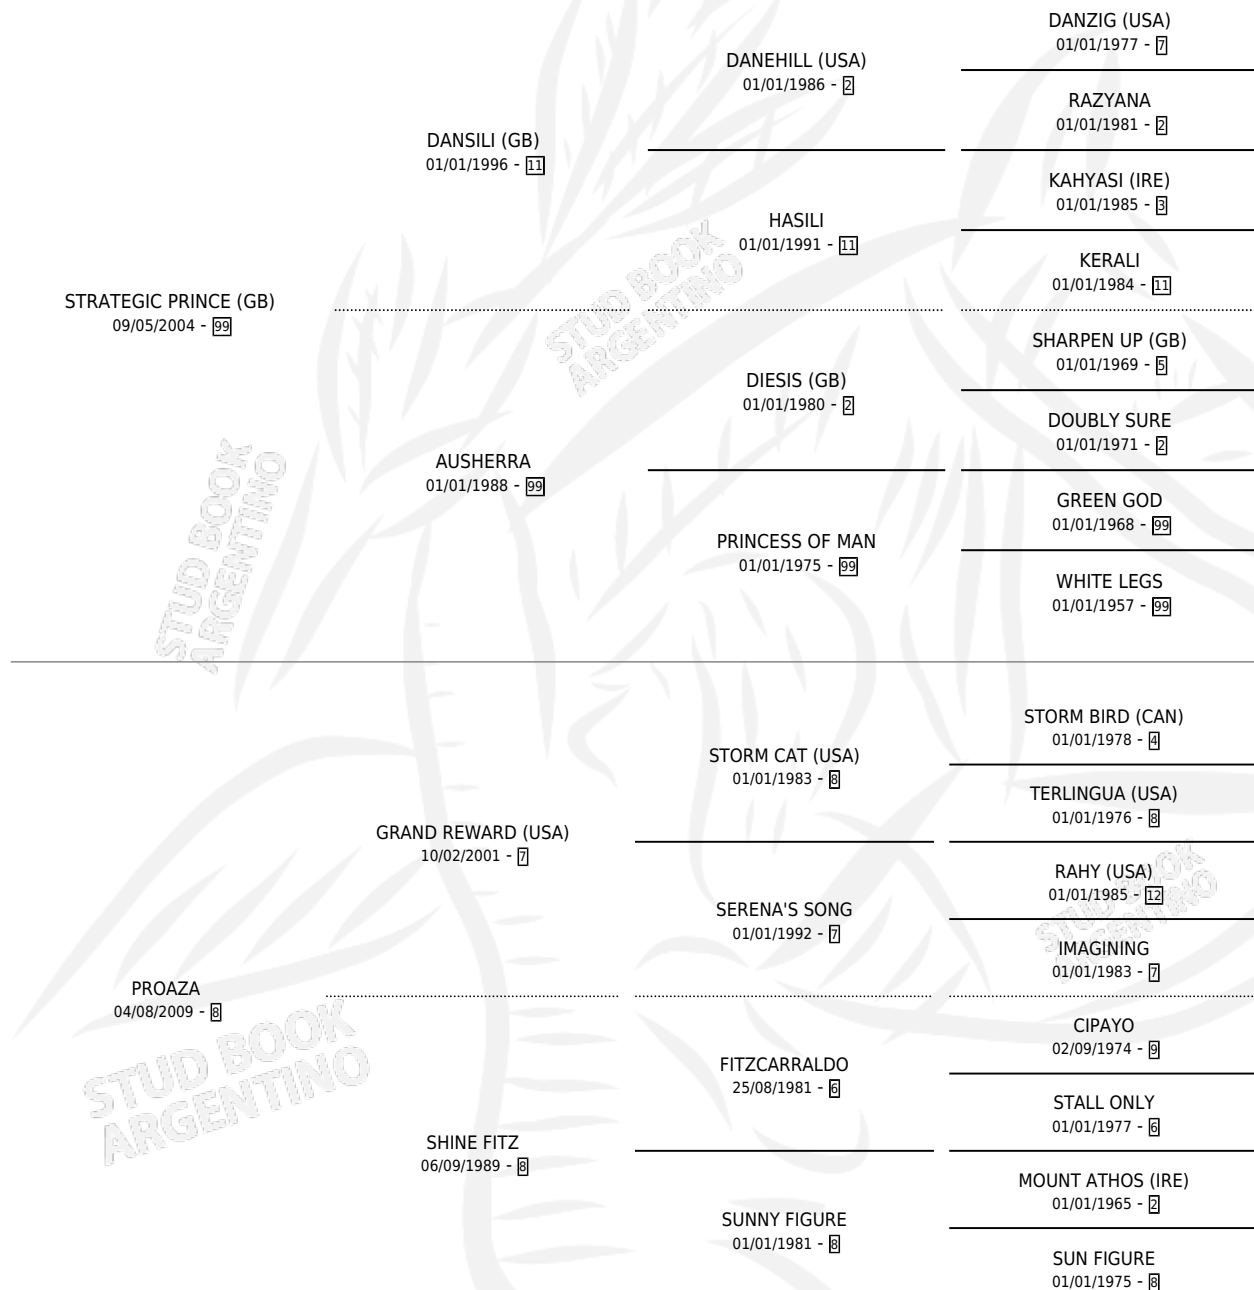 DANZIG (USA)
01/01/1977 - 7
DANEHILL (USA)
01/01/1986 - 2
RAZYANA
01/01/1981 - 2
DANSILI (GB)
01/01/1996 - 11
KAHYASI (IRE)
01/01/1985 - 3
HASILI
01/01/1991 - 11
KERALI
01/01/1984 - 11
STRATEGIC PRINCE (GB)
09/05/2004 - 99
STUD BOOK
ARGENTINO
SHARPEN UP (GB)
01/01/1969 - 5
DIESIS (GB)
01/01/1980 - 2
DOUBLY SURE
01/01/1971 - 2
AUSHERRA
01/01/1988 - 99
GREEN GOD
01/01/1968 - 99
PRINCESS OF MAN
01/01/1975 - 99
WHITE LEGS
01/01/1957 - 99
STUD BOOK
ARGENTINO
STORM BIRD (CAN)
01/01/1978 - 4
STORM CAT (USA)
01/01/1983 - 8
TERLINGUA (USA)
01/01/1976 - 8
GRAND REWARD (USA)
10/02/2001 - 7
RAHY (USA)
01/01/1985 - 12
SERENA'S SONG
01/01/1992 - 7
STUD BOOK
ARGENTINO
IMAGINING
01/01/1983 - 7
PROAZA
04/08/2009 - 8
CIPAYO
02/09/1974 - 9
FITZCARRALDO
25/08/1981 - 6
STUD BOOK
ARGENTINO
STALL ONLY
01/01/1977 - 6
SHINE FITZ
06/09/1989 - 8
MOUNT ATHOS (IRE)
01/01/1965 - 2
SUNNY FIGURE
01/01/1981 - 8
SUN FIGURE
01/01/1975 - 8